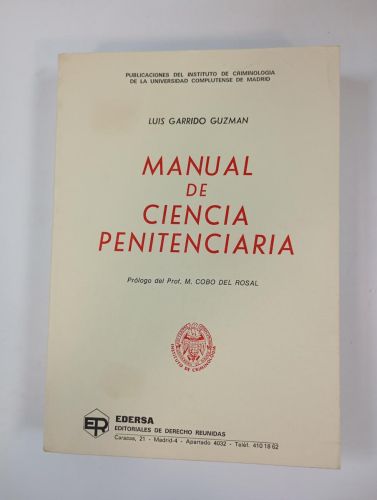 PUBLICACIONES DEL INSTITUTO DE CRIMINOLOGIA
DE LA UNIVERSIDAD COMPLUTENSE DE MADRID
LUIS GARRIDO GUZMAN
MANUAL
DE
CIENCIA
PENITENCIARIA
Prólogo del Prof. M. COBO DEL ROSAL
INSTITUTO DE CRIMINOLOGIA
EDERSA
EDITORIALES DE DERECHO REUNIDAS
Caracas, 21 - Madrid-4 - Apartado 4032 - Teléf. 410 18 62